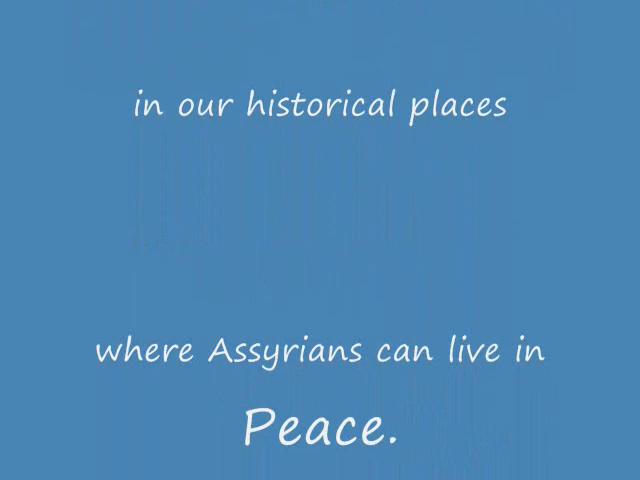 in our historical places
where Assyrians can live in
Peace.